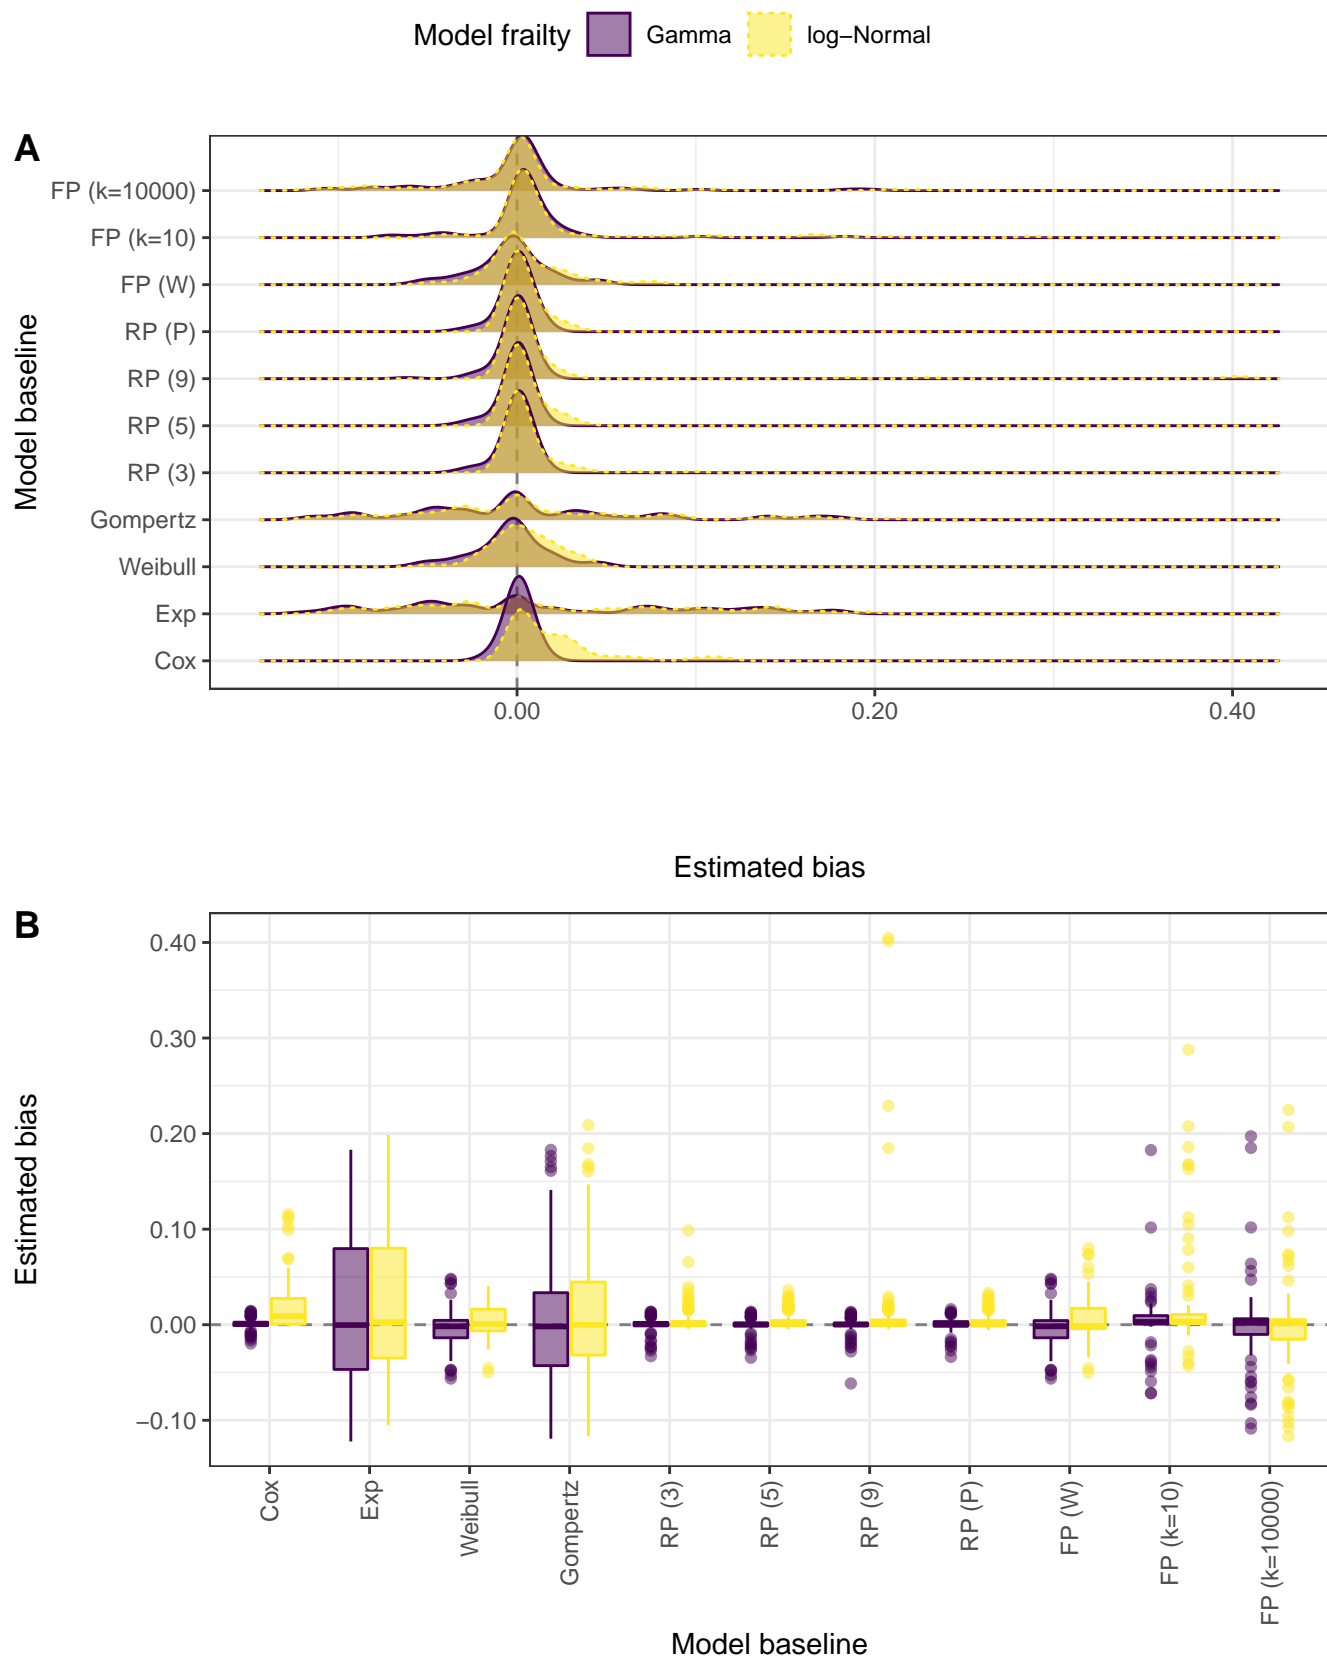 Model frailty Gamma log−Normal
A
Model baseline
FP (k=10000)
FP (k=10)
FP (W)
RP (P)
RP (9)
RP (5)
RP (3)
Gompertz
Weibull
Exp
Cox
0.00 0.20 0.40
Estimated bias
B
Estimated bias
0.40
0.30
0.20
0.10
0.00
−0.10
Cox
Exp
Weibull
Gompertz
RP (3)
RP (5)
RP (9)
RP (P)
FP (W)
FP (k=10)
FP (k=10000)
Model baseline